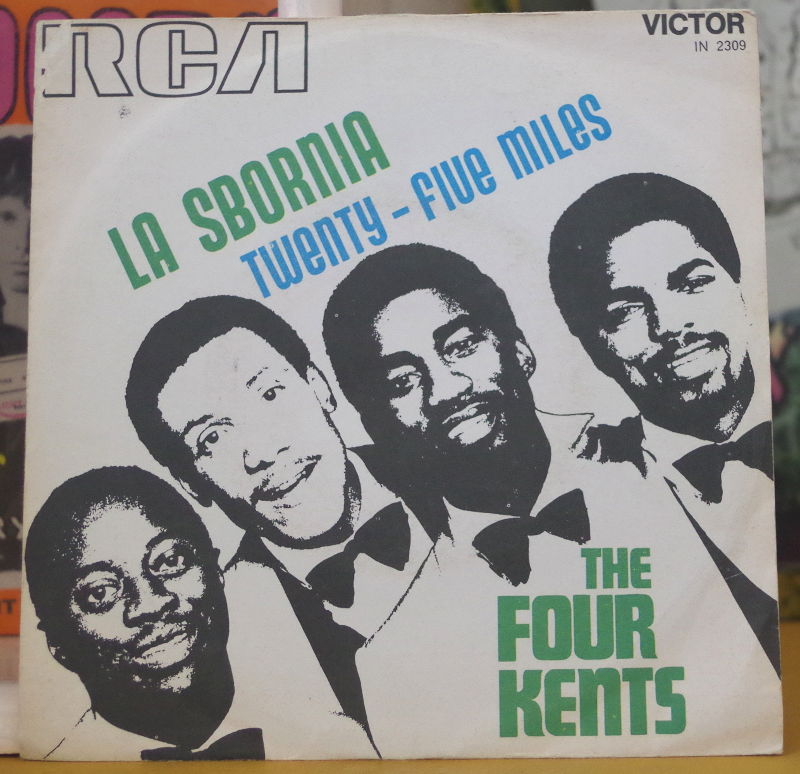 RCA
VICTOR
IN 2309
LA SBORNIA
TWENTY-FIVE MILES
THE
FOUR
KENTS